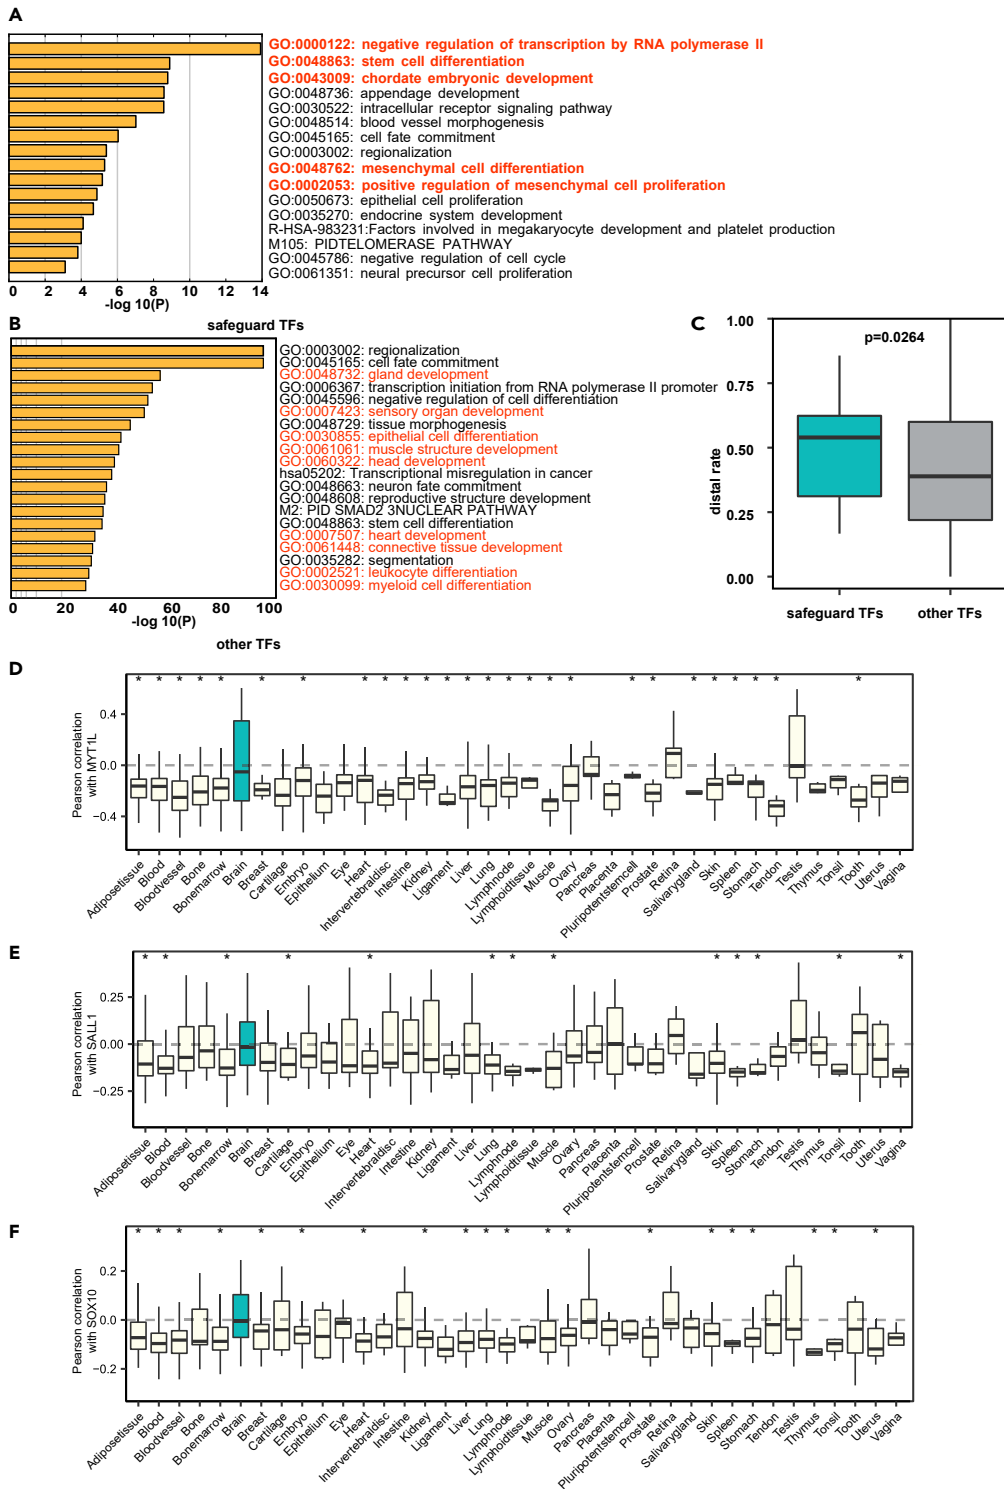 A
GO:0000122: negative regulation of transcription by RNA polymerase II
GO:0048863: stem cell differentiation
GO:0043009: chordate embryonic development
GO:0048736: appendage development
GO:0030522: intracellular receptor signaling pathway
GO:0048514: blood vessel morphogenesis
GO:0045165: cell fate commitment
GO:0003002: regionalization
GO:0048762: mesenchymal cell differentiation
GO:0002053: positive regulation of mesenchymal cell proliferation
GO:0050673: epithelial cell proliferation
GO:0035270: endocrine system development
R-HSA-983231:Factors involved in megakaryocyte development and platelet production
M105: PIDTELOMERASE PATHWAY
GO:0045786: negative regulation of cell cycle
GO:0061351: neural precursor cell proliferation
0 2 4 6 8 10 12 14
-log 10(P)
safeguard TFs
B
GO:0003002: regionalization
GO:0045165: cell fate commitment
GO:0048732: gland development
GO:0006367: transcription initiation from RNA polymerase II promoter
GO:0045596: negative regulation of cell differentiation
GO:0007423: sensory organ development
GO:0048729: tissue morphogenesis
GO:0030855: epithelial cell differentiation
GO:0061061: muscle structure development
GO:0060322: head development
hsa05202: Transcriptional misregulation in cancer
GO:0048663: neuron fate commitment
GO:0048608: reproductive structure development
M2: PID SMAD2 3NUCLEAR PATHWAY
GO:0048863: stem cell differentiation
GO:0007507: heart development
GO:0061448: connective tissue development
GO:0035282: segmentation
GO:0002521: leukocyte differentiation
GO:0030099: myeloid cell differentiation
0 20 40 60 80 100
-log 10(P)
other TFs
C
p=0.0264
distal rate
1.00
0.75
0.50
0.25
0.00
safeguard TFs other TFs
D
* * * * * * * * * * * * * * * * * * * * * * * *
Pearson correlation
with MYT1L
0.4
0.0
−0.4
Adiposetissue Blood Bloodvessel Bone Bonemarrow Brain Breast Cartilage Embryo Epithelium Eye Heart Intervertebraldisc Intestine Kidney Ligament Liver Lung Lymphnode Lymphoidtissue Muscle Ovary Pancreas Placenta Pluripotentstemcell Prostate Retina Salivarygland Skin Spleen Stomach Tendon Testis Thymus Tonsil Tooth Uterus Vagina
E
* * * * * * * * * * * * *
Pearson correlation
with SALL1
0.25
0.00
−0.25
Adiposetissue Blood Bloodvessel Bone Bonemarrow Brain Breast Cartilage Embryo Epithelium Eye Heart Intervertebraldisc Intestine Kidney Ligament Liver Lung Lymphnode Lymphoidtissue Muscle Ovary Pancreas Placenta Pluripotentstemcell Prostate Retina Salivarygland Skin Spleen Stomach Tendon Testis Thymus Tonsil Tooth Uterus Vagina
F
* * * * * * * * * * * * * * * * * * * *
Pearson correlation
with SOX10
0.2
0.0
−0.2
Adiposetissue Blood Bloodvessel Bone Bonemarrow Brain Breast Cartilage Embryo Epithelium Eye Heart Intervertebraldisc Intestine Kidney Ligament Liver Lung Lymphnode Lymphoidtissue Muscle Ovary Pancreas Placenta Pluripotentstemcell Prostate Retina Salivarygland Skin Spleen Stomach Tendon Testis Thymus Tonsil Tooth Uterus Vagina